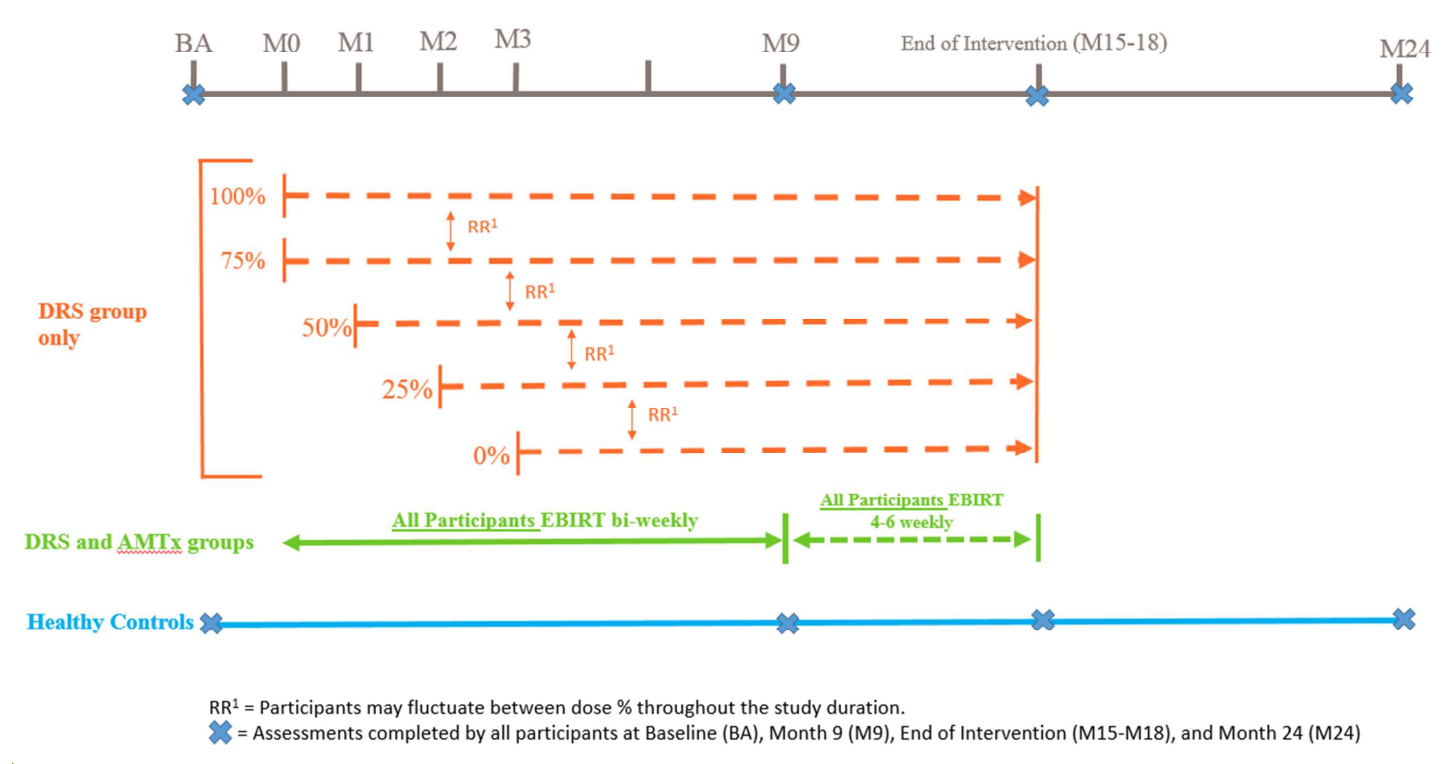 BA M0 M1 M2 M3 M9 End of Intervention (M15-18) M24
100%
RR¹
75%
RR¹
DRS group
only
50%
RR¹
25%
RR¹
0%
All Participants EBIRT bi-weekly
All Participants EBIRT
4-6 weekly
DRS and AMTx groups
Healthy Controls
RR¹ = Participants may fluctuate between dose % throughout the study duration.
= Assessments completed by all participants at Baseline (BA), Month 9 (M9), End of Intervention (M15-M18), and Month 24 (M24)